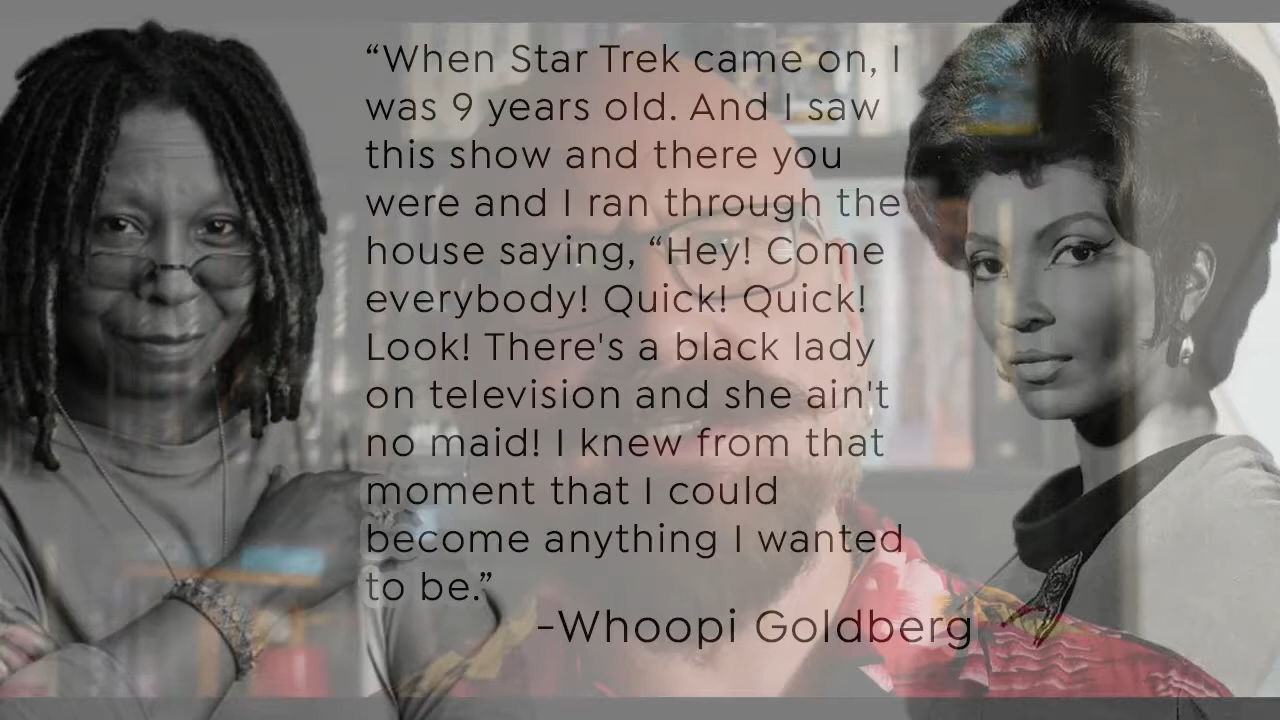 “When Star Trek came on, I
was 9 years old. And I saw
this show and there you
were and I ran through the
house saying, “Hey! Come
everybody! Quick! Quick!
Look! There's a black lady
on television and she ain't
no maid! I knew from that
moment that I could
become anything I wanted
to be.”
-Whoopi Goldberg